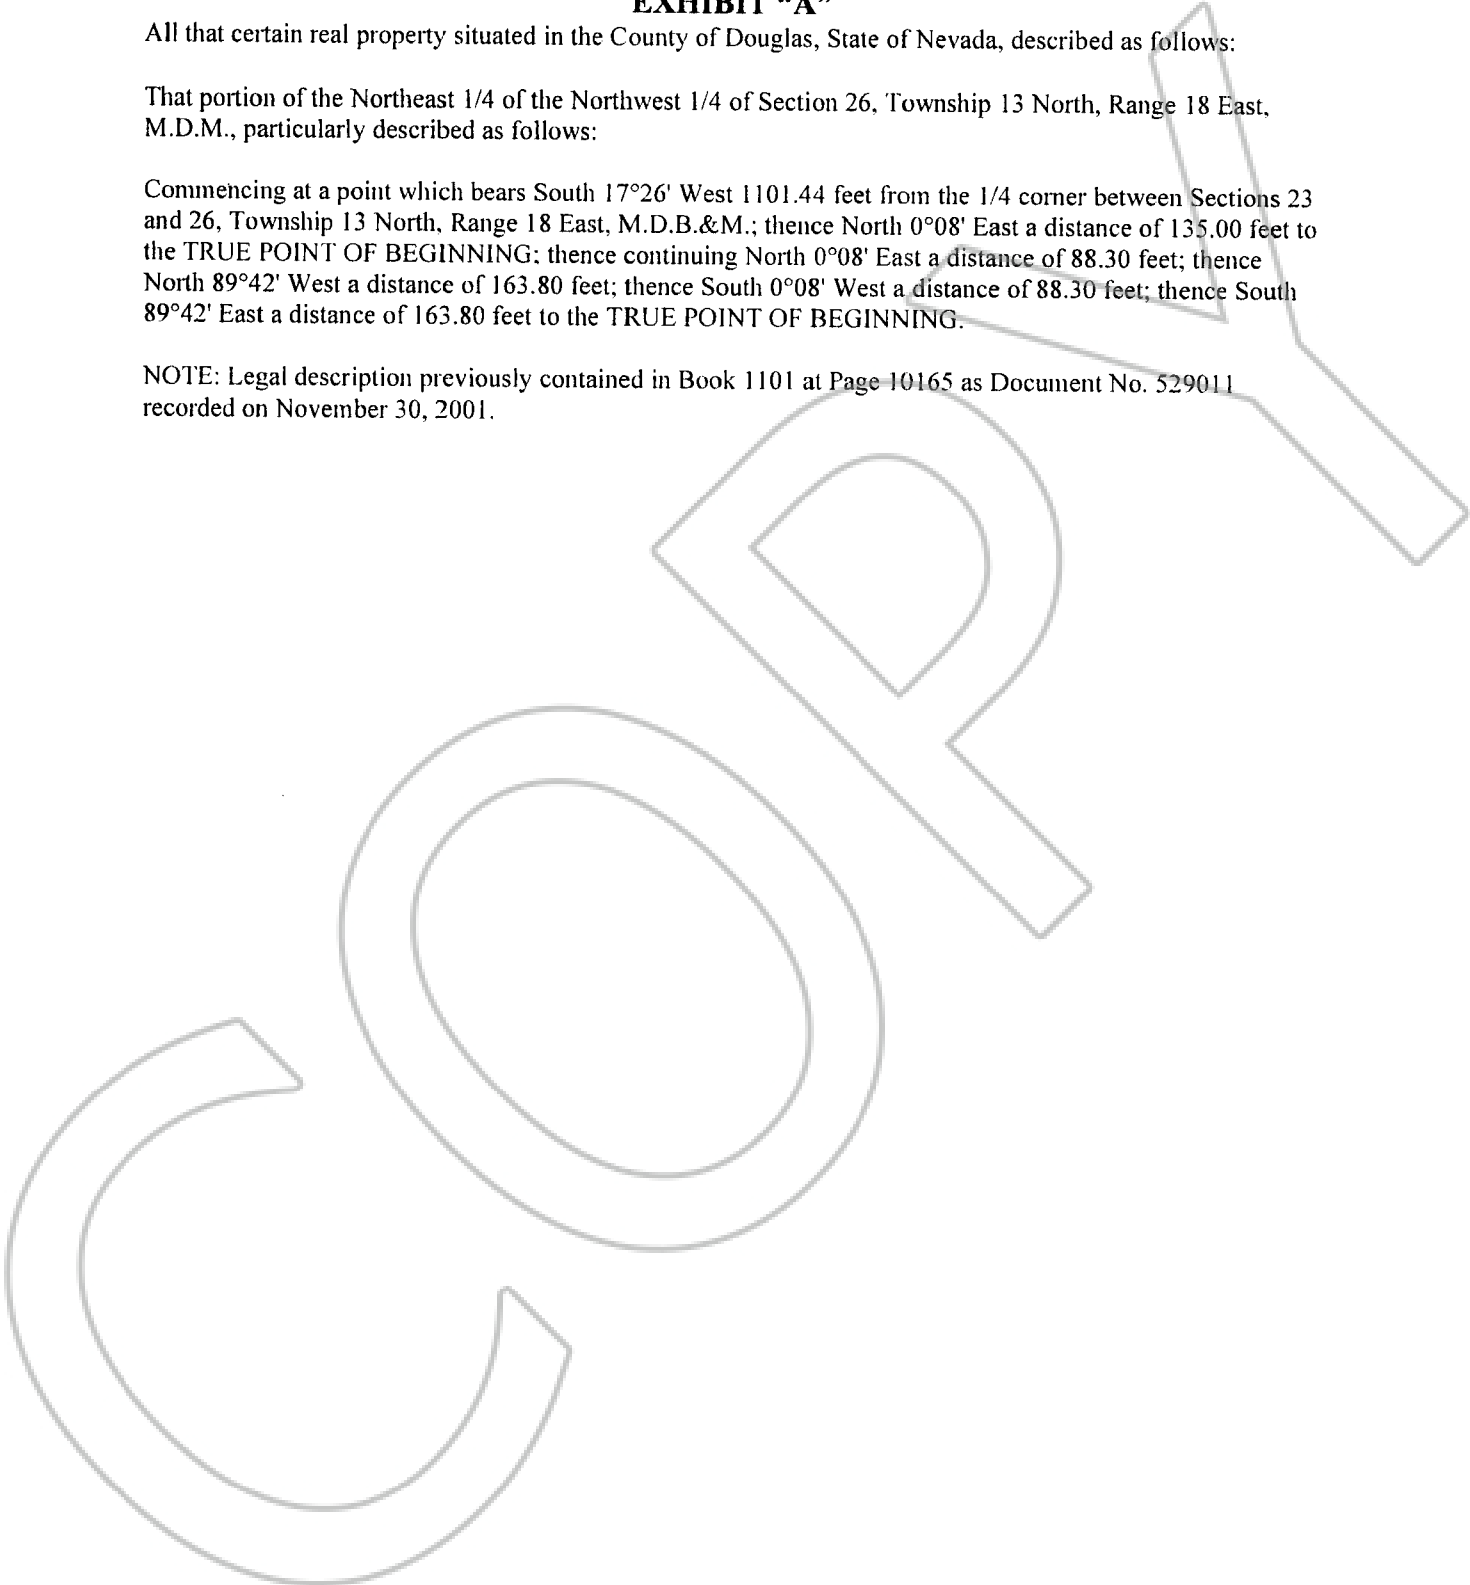 EXHIBIT "A"
All that certain real property situated in the County of Douglas, State of Nevada, described as follows:
That portion of the Northeast 1/4 of the Northwest 1/4 of Section 26, Township 13 North, Range 18 East,
M.D.M., particularly described as follows:
Commencing at a point which bears South 17°26' West 1101.44 feet from the 1/4 corner between Sections 23
and 26, Township 13 North, Range 18 East, M.D.B.&M.; thence North 0°08' East a distance of 135.00 feet to
the TRUE POINT OF BEGINNING; thence continuing North 0°08' East a distance of 88.30 feet; thence
North 89°42' West a distance of 163.80 feet; thence South 0°08' West a distance of 88.30 feet; thence South
89°42' East a distance of 163.80 feet to the TRUE POINT OF BEGINNING.
NOTE: Legal description previously contained in Book 1101 at Page 10165 as Document No. 529011
recorded on November 30, 2001.
COPY